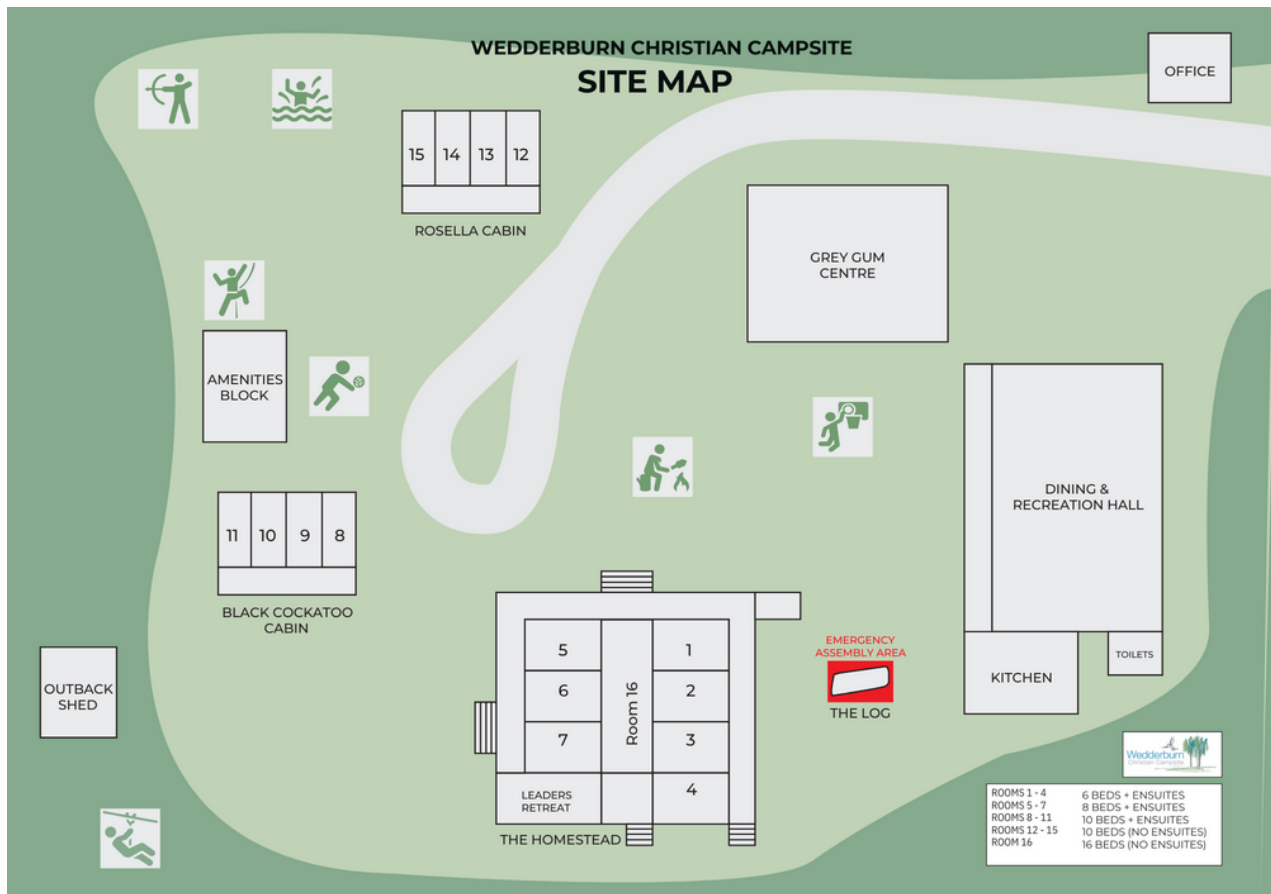 WEDDERBURN CHRISTIAN CAMPSITE
SITE MAP
OFFICE
15 14 13 12
ROSELLA CABIN
GREY GUM
CENTRE
AMENITIES
BLOCK
DINING &
RECREATION HALL
11 10 9 8
BLACK COCKATOO
CABIN
5
6
7
Room 16
1
2
3
4
LEADERS
RETREAT
THE HOMESTEAD
EMERGENCY
ASSEMBLY AREA
THE LOG
KITCHEN
TOILETS
OUTBACK
SHED
Wedderburn
Christian Campsite
ROOMS 1 - 4 6 BEDS + ENSUITES
ROOMS 5 - 7 8 BEDS + ENSUITES
ROOMS 8 - 11 10 BEDS + ENSUITES
ROOMS 12 - 15 10 BEDS (NO ENSUITES)
ROOM 16 16 BEDS (NO ENSUITES)